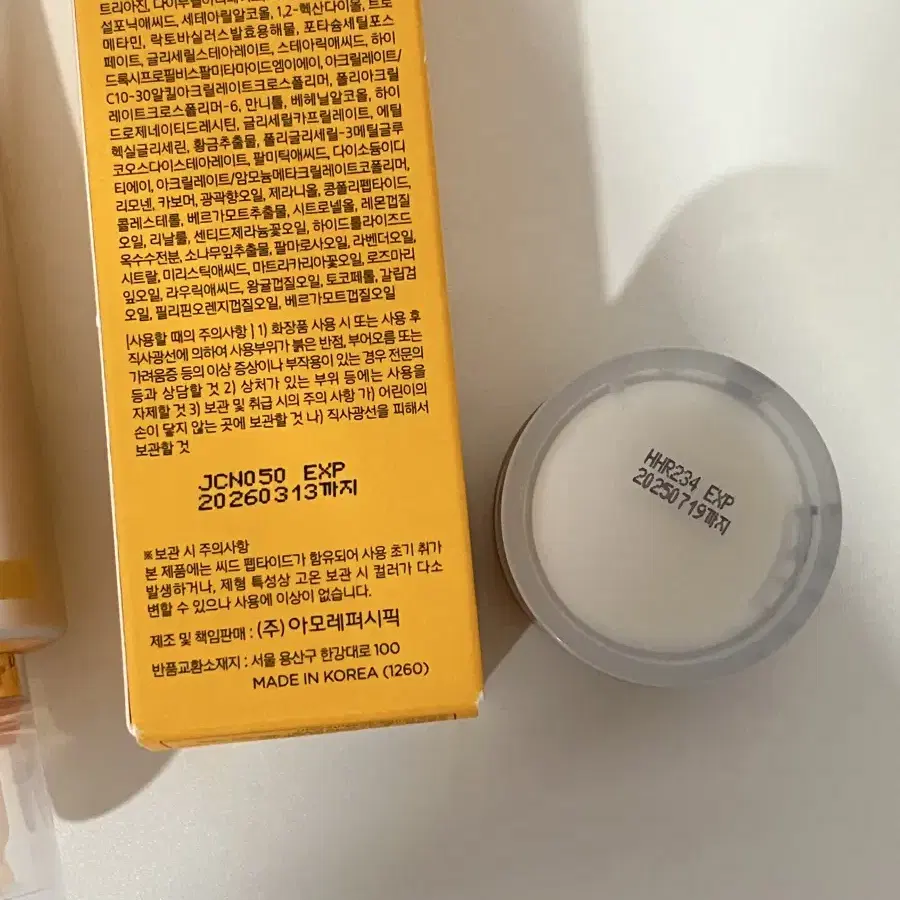 트리아진,
설포닉애씨드, 세테아릴알코올, 1,2-헥산다이올, 트로
메타민, 락토바실러스발효용해물, 포타슘세틸포스
페이트, 글리세릴스테아레이트, 스테아릭애씨드, 하이
드록시프로필비스팔미타마이드엠이에이, 아크릴레이트/
C10-30알킬아크릴레이트크로스폴리머, 폴리아크릴
레이트크로스폴리머-6, 만니톨, 베헤닐알코올, 하이
드로제네이티드레시틴, 글리세릴카프릴레이트, 에틸
헥실글리세린, 황금추출물, 폴리글리세릴-3메틸글루
코오스다이스테아레이트, 팔미틱애씨드, 다이소듐이디
티에이, 아크릴레이트/암모늄메타크릴레이트코폴리머,
리모넨, 카보머, 광곽향오일, 제라니올, 콩폴리펩타이드,
콜레스테롤, 베르가모트추출물, 시트로넬올, 레몬껍질
오일, 리날룰, 센티드제라늄꽃오일, 하이드롤라이즈드
옥수수전분, 소나무잎추출물, 팔마로사오일, 라벤더오일,
시트랄, 미리스틱애씨드, 마트리카리아꽃오일, 로즈마리
잎오일, 라우릭애씨드, 왕귤껍질오일, 토코페롤, 갈립검
오일, 필리핀오렌지껍질오일, 베르가모트껍질오일
[사용할 때의 주의사항] 1) 화장품 사용 시 또는 사용 후
직사광선에 의하여 사용부위가 붉은 반점, 부어오름 또는
가려움증 등의 이상 증상이나 부작용이 있는 경우 전문의
등과 상담할 것 2) 상처가 있는 부위 등에는 사용을
자제할 것 3) 보관 및 취급 시의 주의 사항 가) 어린이의
손이 닿지 않는 곳에 보관할 것 나) 직사광선을 피해서
보관할 것
JCN050 EXP
20260313까지
※보관 시 주의사항
본 제품에는 씨드 펩타이드가 함유되어 사용 초기 취가
발생하거나, 제형 특성상 고온 보관 시 컬러가 다소
변할 수 있으나 사용에 이상이 없습니다.
제조 및 책임판매 : (주)아모레퍼시픽
반품교환소재지 : 서울 용산구 한강대로 100
MADE IN KOREA (1260)
HHR234 EXP
20250719까지